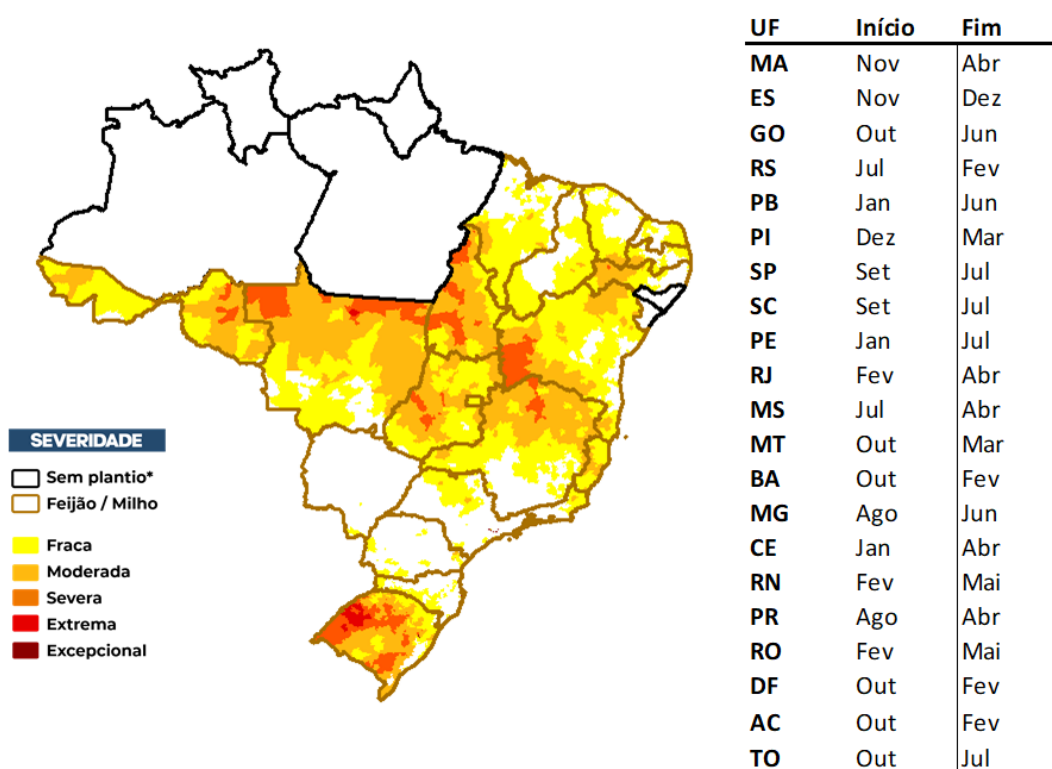 SEVERIDADE
Sem plantio*
Feijão / Milho
Fraca
Moderada
Severa
Extrema
Excepcional
UF Início Fim
MA Nov Abr
ES Nov Dez
GO Out Jun
RS Jul Fev
PB Jan Jun
PI Dez Mar
SP Set Jul
SC Set Jul
PE Jan Jul
RJ Fev Abr
MS Jul Abr
MT Out Mar
BA Out Fev
MG Ago Jun
CE Jan Abr
RN Fev Mai
PR Ago Abr
RO Fev Mai
DF Out Fev
AC Out Fev
TO Out Jul